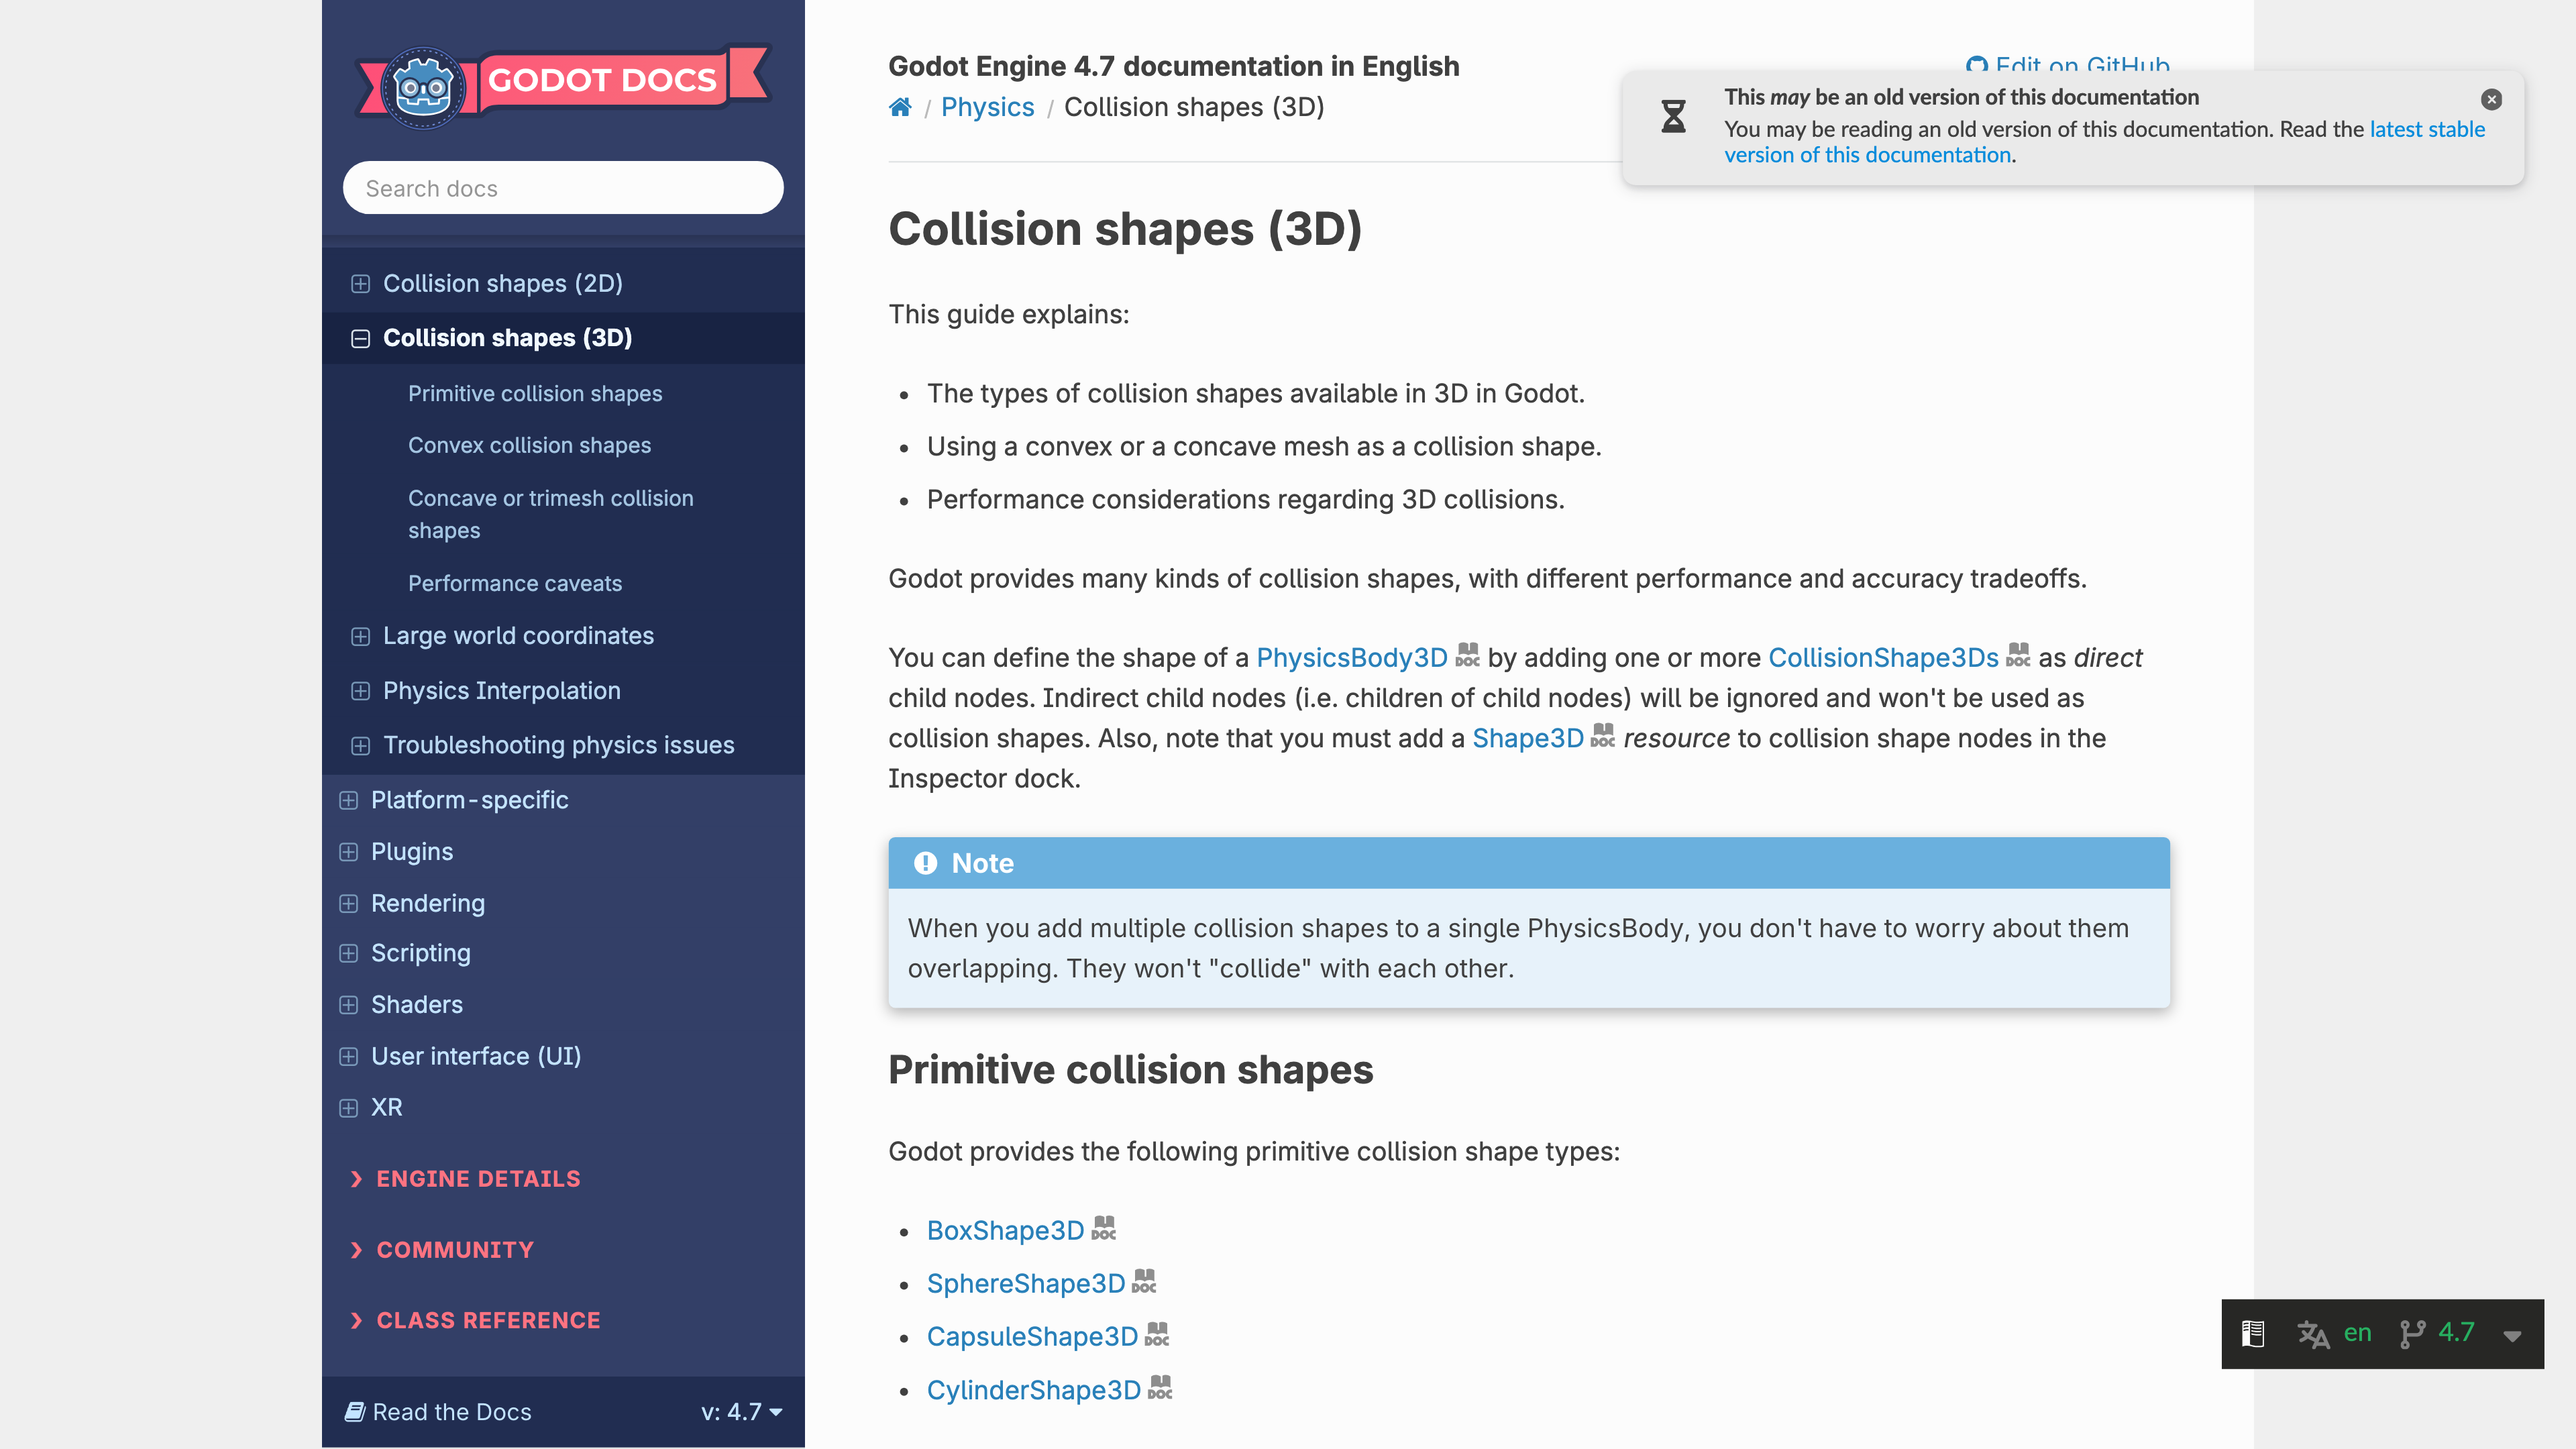 GODOT DOCS
Search docs
Collision shapes (2D)
Collision shapes (3D)
Primitive collision shapes
Convex collision shapes
Concave or trimesh collision
shapes
Performance caveats
Large world coordinates
Physics Interpolation
Troubleshooting physics issues
Platform-specific
Plugins
Rendering
Scripting
Shaders
User interface (UI)
XR
ENGINE DETAILS
COMMUNITY
CLASS REFERENCE
Read the Docs v: 4.7
Godot Engine 4.7 documentation in English
Edit on GitHub
/ Physics / Collision shapes (3D)
This may be an old version of this documentation
You may be reading an old version of this documentation. Read the latest stable
version of this documentation.
Collision shapes (3D)
This guide explains:
• The types of collision shapes available in 3D in Godot.
• Using a convex or a concave mesh as a collision shape.
• Performance considerations regarding 3D collisions.
Godot provides many kinds of collision shapes, with different performance and accuracy tradeoffs.
You can define the shape of a PhysicsBody3D DOC by adding one or more CollisionShape3Ds DOC as direct
child nodes. Indirect child nodes (i.e. children of child nodes) will be ignored and won't be used as
collision shapes. Also, note that you must add a Shape3D DOC resource to collision shape nodes in the
Inspector dock.
Note
When you add multiple collision shapes to a single PhysicsBody, you don't have to worry about them
overlapping. They won't "collide" with each other.
Primitive collision shapes
Godot provides the following primitive collision shape types:
• BoxShape3D DOC
• SphereShape3D DOC
• CapsuleShape3D DOC
• CylinderShape3D DOC
en 4.7